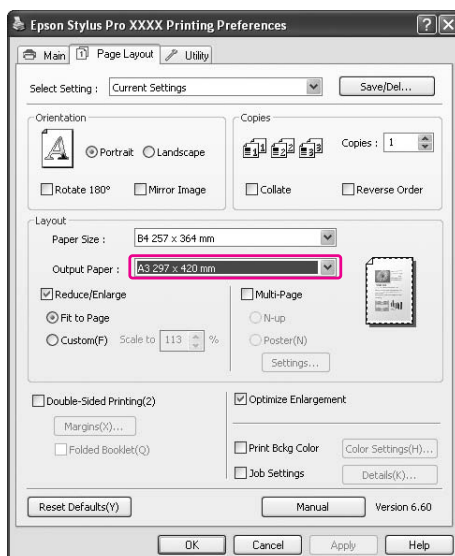 Epson Stylus Pro XXXX Printing Preferences
Main
Page Layout
Utility
Select Setting :
Current Settings
Save/Del...
Orientation
Portrait
Landscape
Rotate 180°
Mirror Image
Copies
Copies :
1
Collate
Reverse Order
Layout
Paper Size :
B4 257 x 364 mm
Output Paper :
A3 297 x 420 mm
Reduce/Enlarge
Fit to Page
Custom(F)
Scale to
113
%
Multi-Page
N-up
Poster(N)
Settings...
Double-Sided Printing(2)
Margins(X)...
Folded Booklet(Q)
Optimize Enlargement
Print Bckg Color
Color Settings(H)...
Job Settings
Details(K)...
Reset Defaults(Y)
Manual
Version 6.60
OK
Cancel
Apply
Help